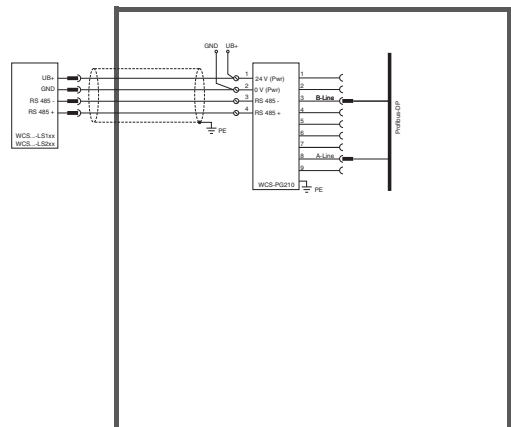 GND UB+
UB+
GND
RS 485 -
RS 485 +
WCS...-LS1xx
WCS...-LS2xx
PE
1 24 V (Pwr)
2 0 V (Pwr)
3 RS 485 -
4 RS 485 +
WCS-PG210
1
2
3 B-Line
4
5
6
7
8 A-Line
9
PE
Profibus-DP